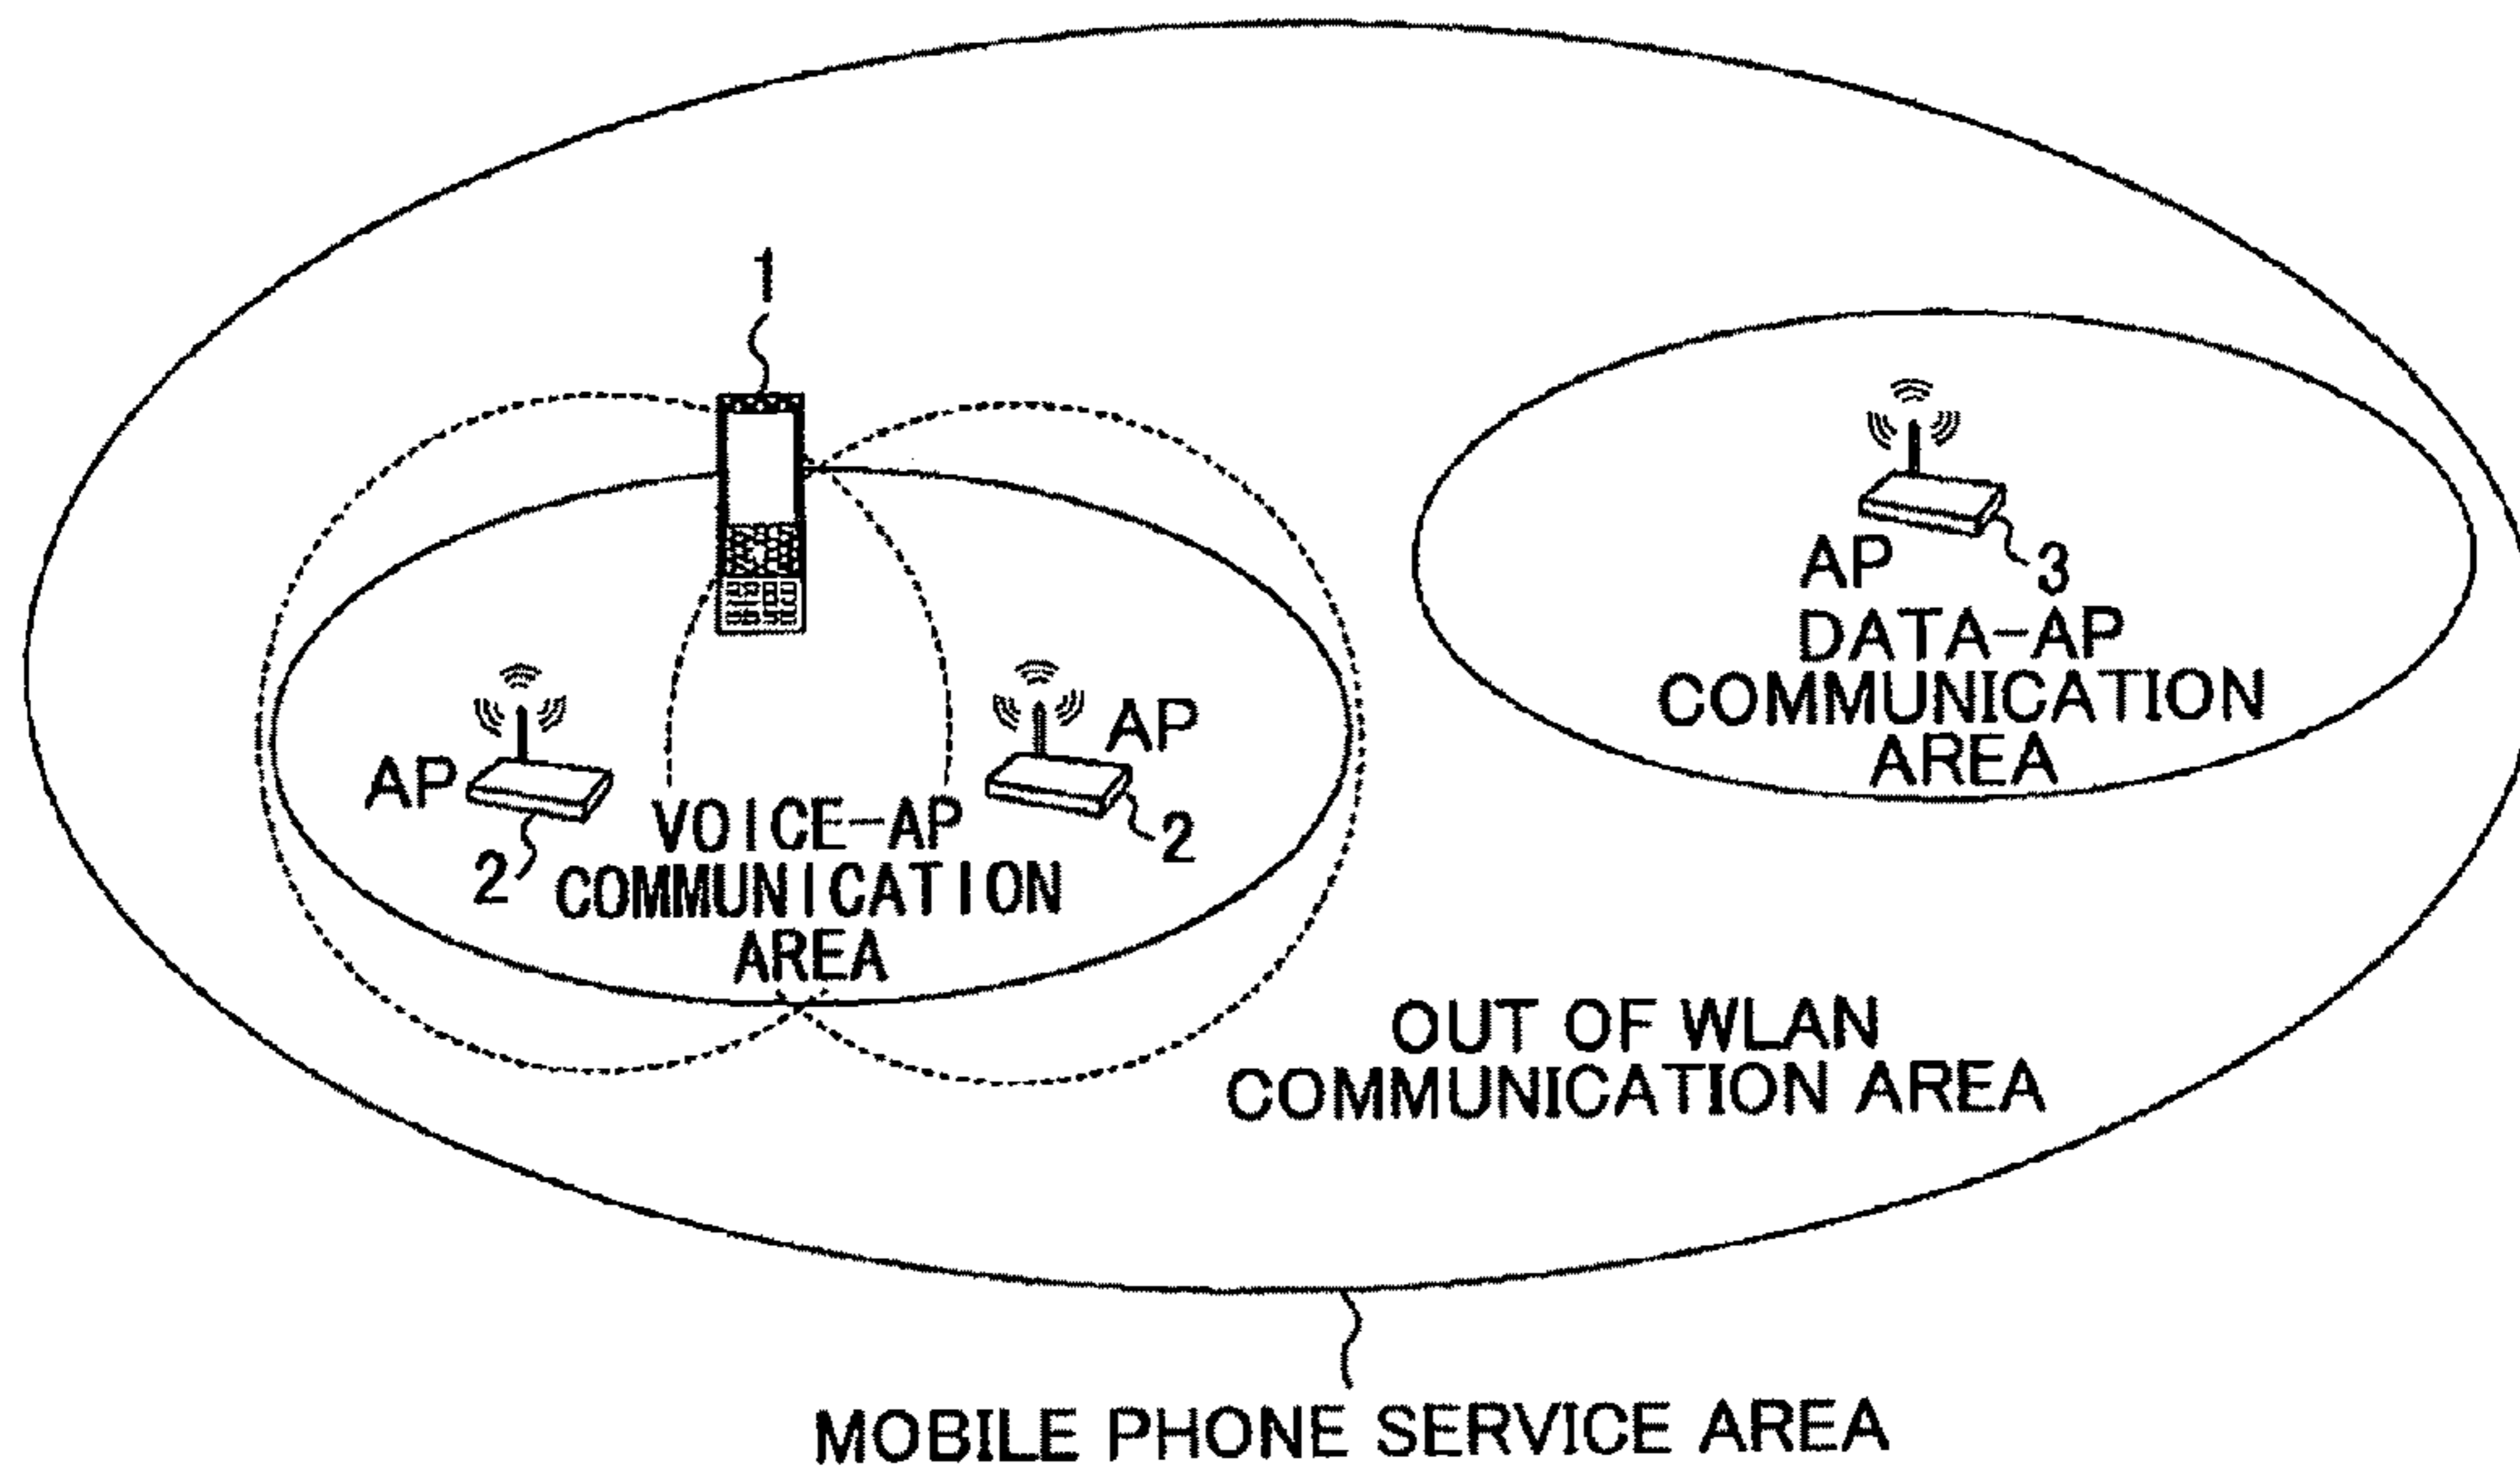 1
AP
3
DATA-AP
COMMUNICATION
AREA
AP
2
AP
2
VOICE-AP
COMMUNICATION
AREA
OUT OF WLAN
COMMUNICATION AREA
MOBILE PHONE SERVICE AREA